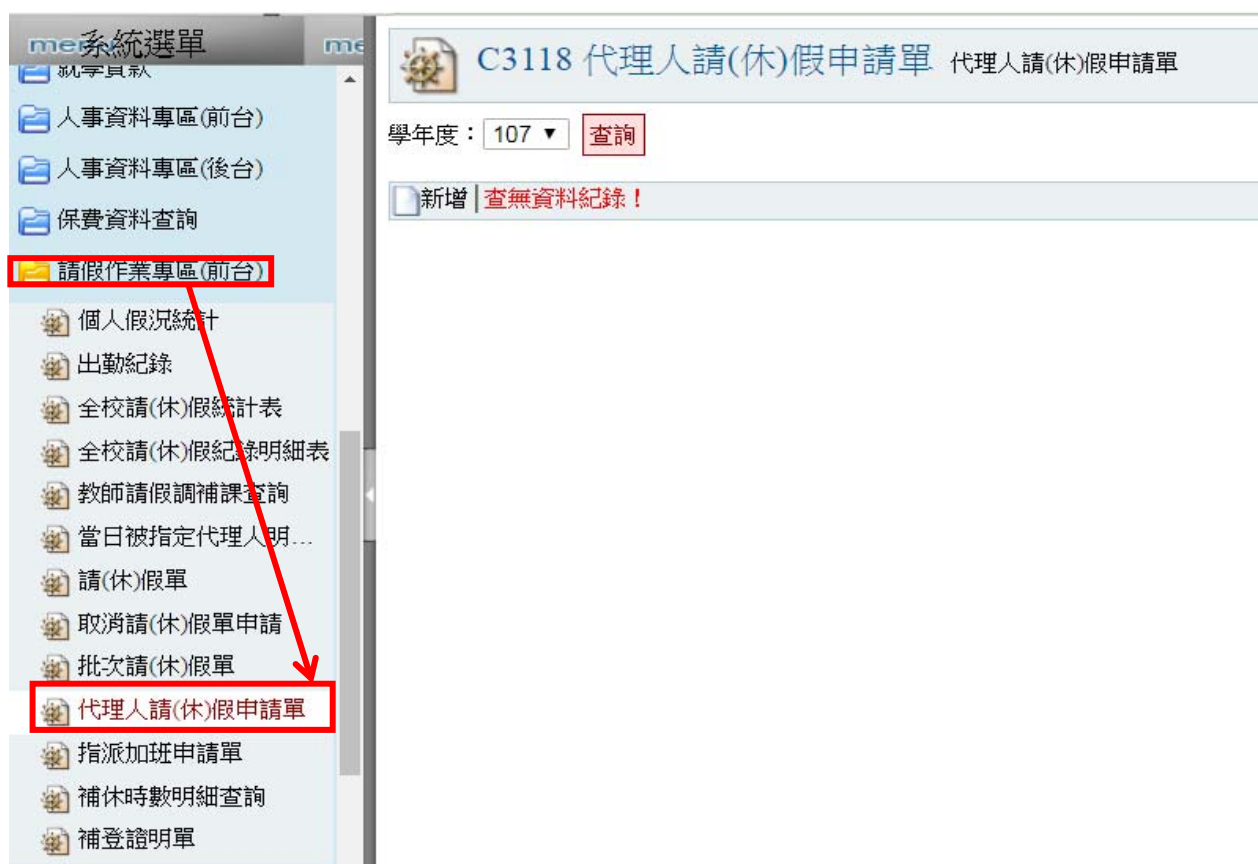 系統選單
就學貸款
人事資料專區(前台)
人事資料專區(後台)
保費資料查詢
請假作業專區(前台)
個人假況統計
出勤紀錄
全校請(休)假統計表
全校請(休)假紀錄明細表
教師請假調補課查詢
當日被指定代理人明...
請(休)假單
取消請(休)假單申請
批次請(休)假單
代理人請(休)假申請單
指派加班申請單
補休時數明細查詢
補登證明單
C3118 代理人請(休)假申請單 代理人請(休)假申請單
學年度： 107 ▼ 查詢
新增 查無資料紀錄！